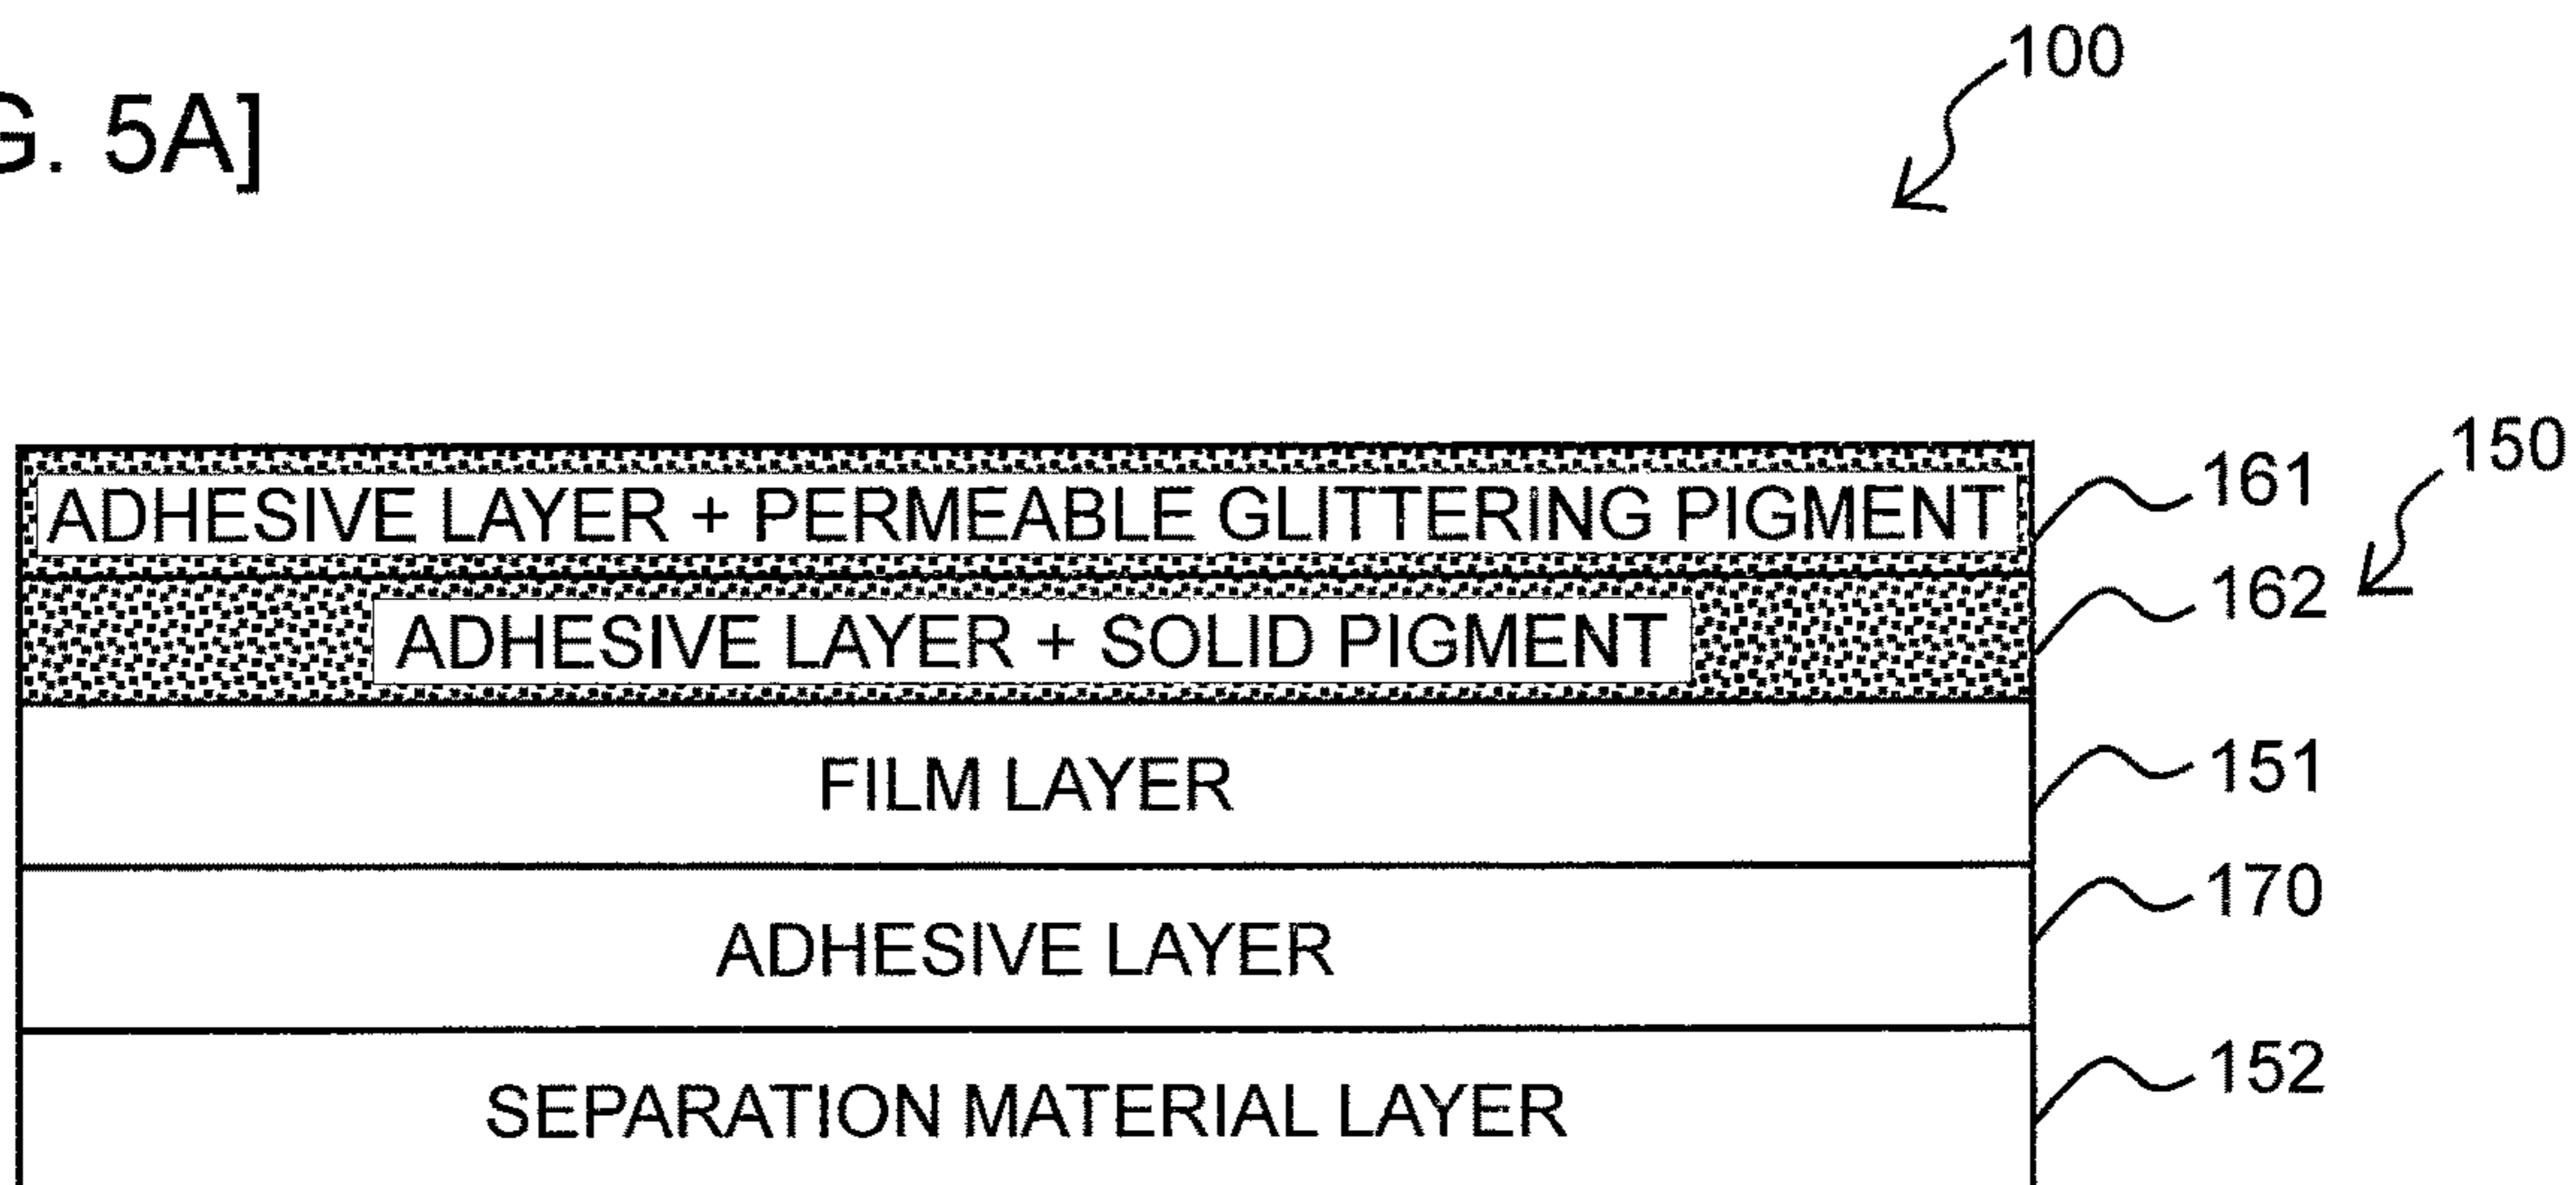 100
G. 5A]
150
ADHESIVE LAYER + PERMEABLE GLITTERING PIGMENT 161
ADHESIVE LAYER + SOLID PIGMENT 162
FILM LAYER 151
ADHESIVE LAYER 170
SEPARATION MATERIAL LAYER 152